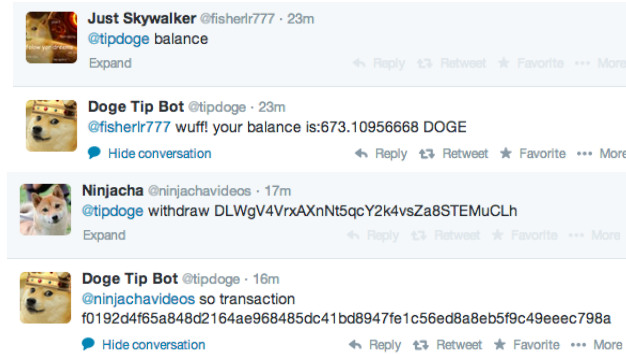 Just Skywalker @fisherlr777 · 23m
@tipdoge balance
Expand
Reply Retweet Favorite ••• More
Doge Tip Bot @tipdoge · 23m
@fisherlr777 wuff! your balance is:673.10956668 DOGE
Hide conversation Reply Retweet Favorite ••• More
Ninjacha @ninjachavideos · 17m
@tipdoge withdraw DLWgV4VrxAXnNt5qcY2k4vsZa8STEMuCLh
Expand Reply Retweet Favorite ••• More
Doge Tip Bot @tipdoge · 16m
@ninjachavideos so transaction
f0192d4f65a848d2164ae968485dc41bd8947fe1c56ed8a8eb5f9c49eeec798a
Hide conversation Reply Retweet Favorite ••• More